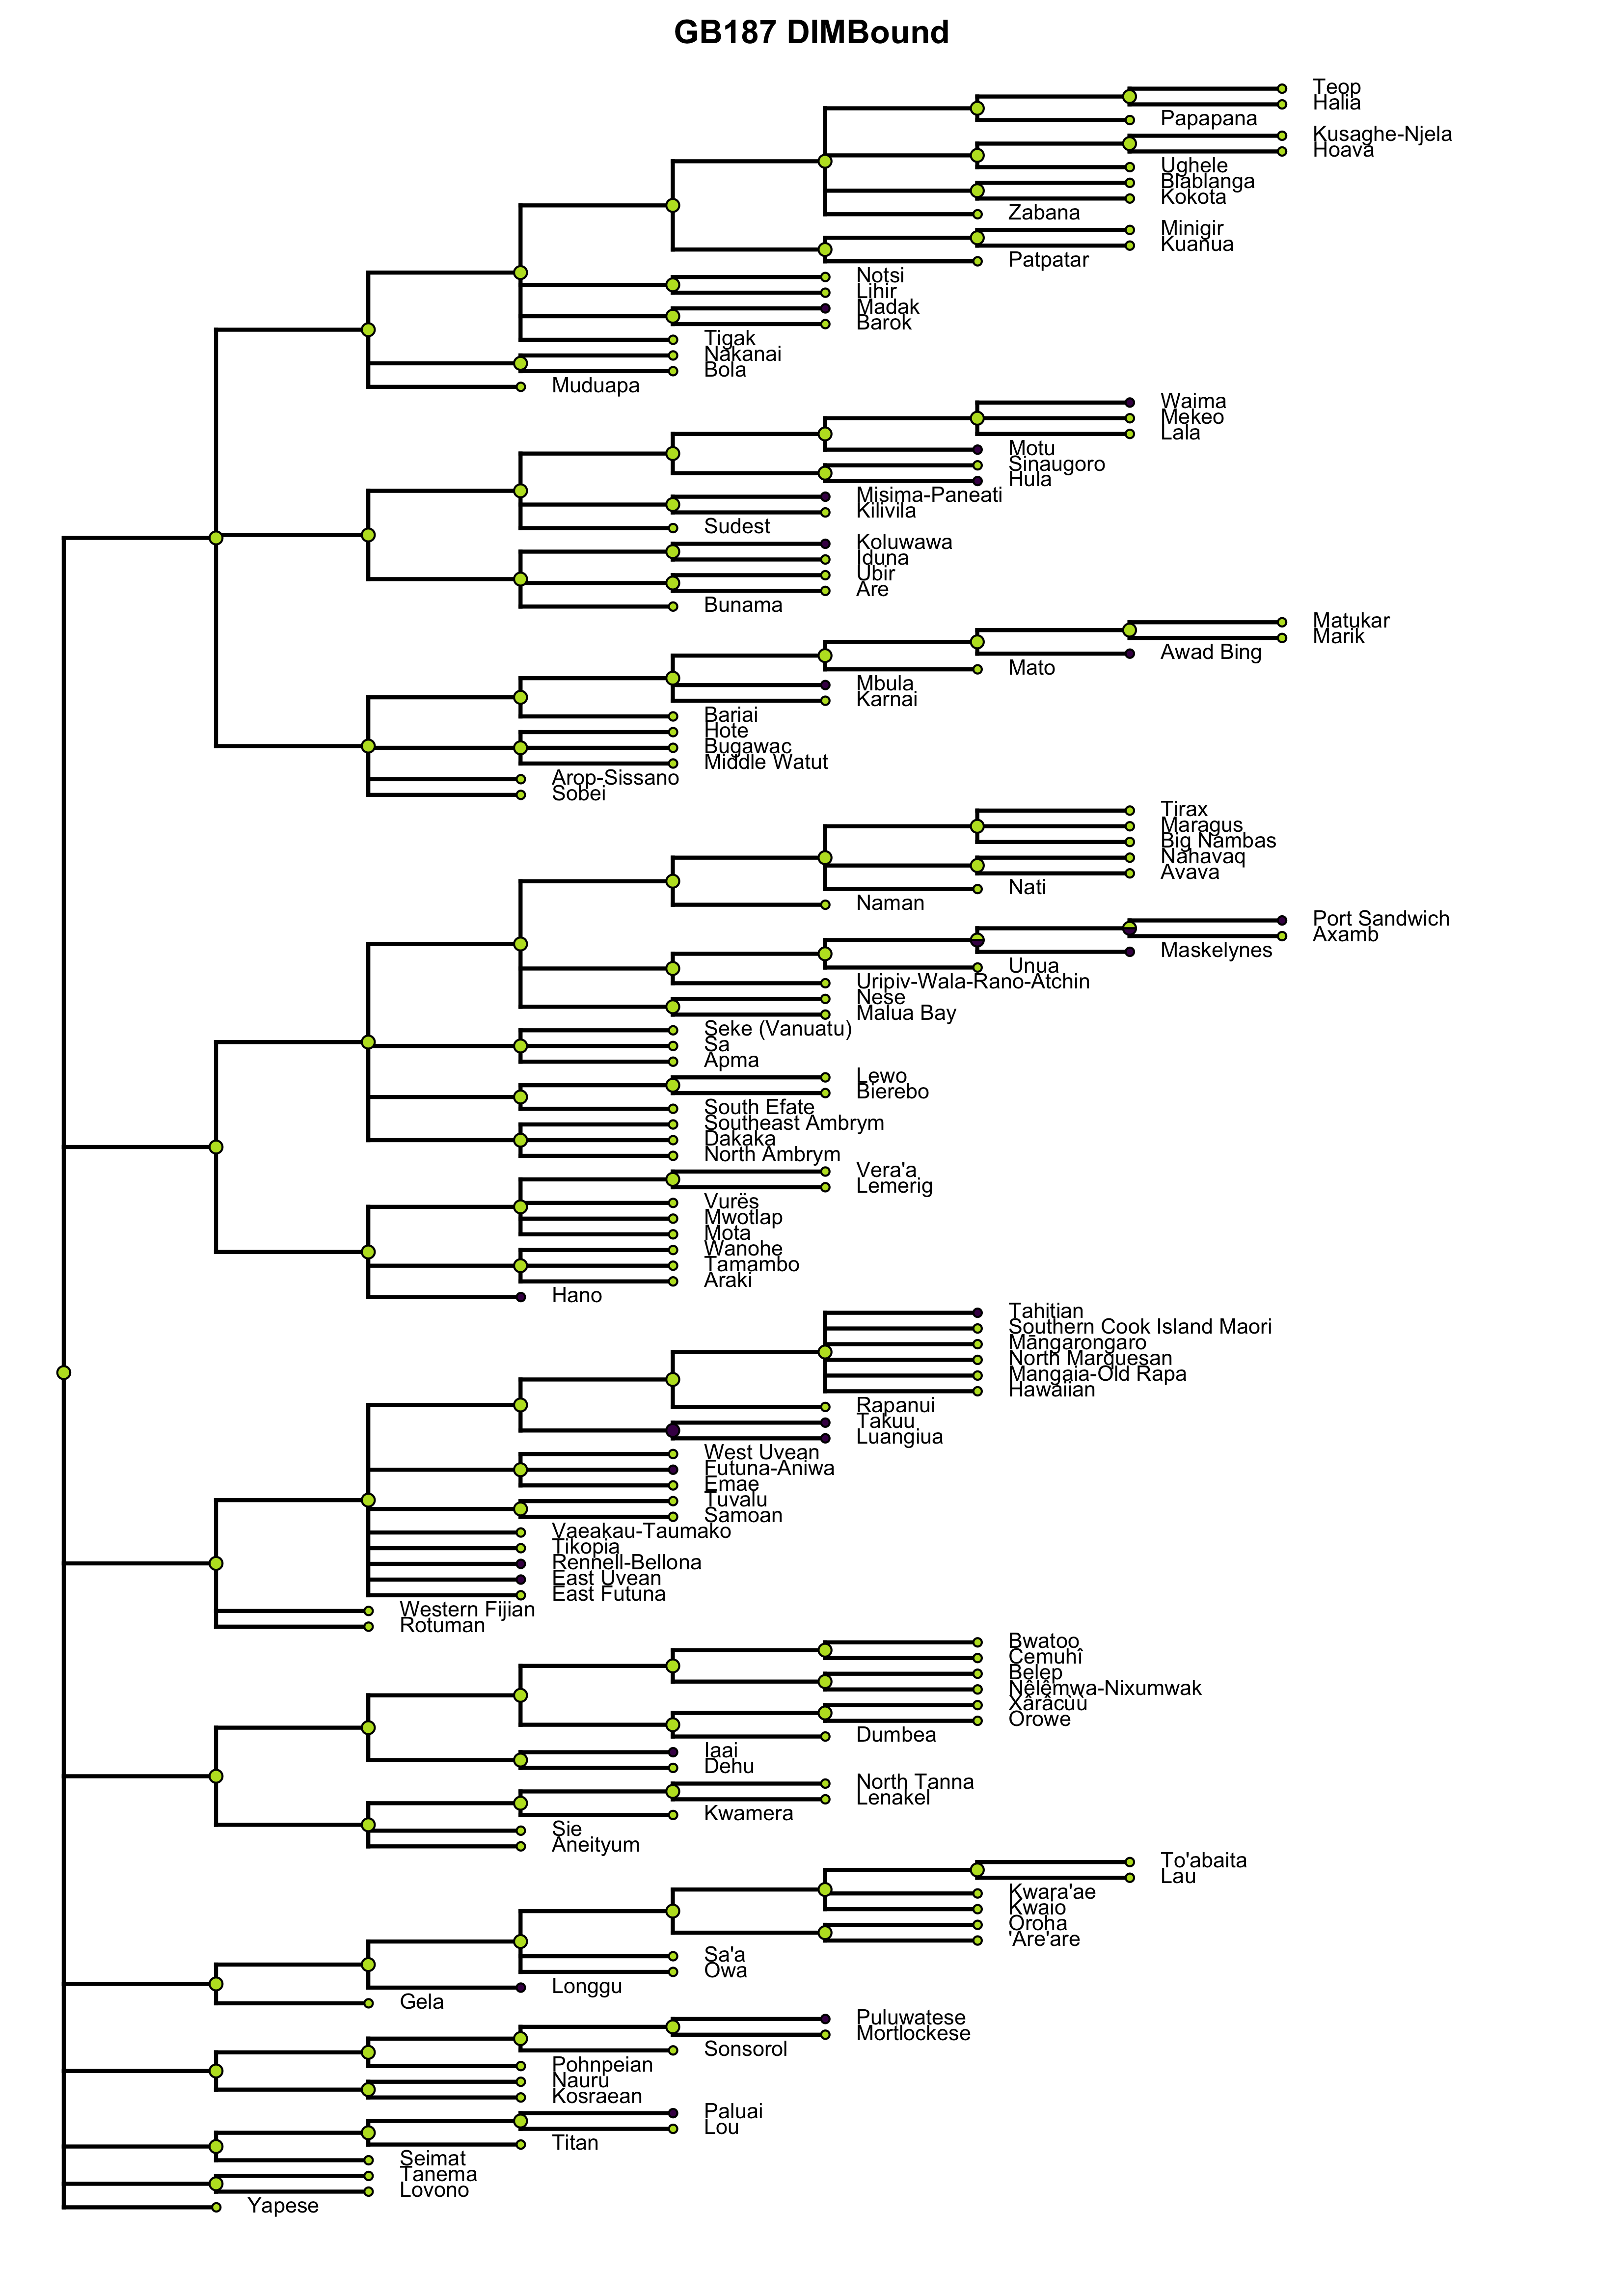 GB187 DIMBound
Teop
Halia
Papapana
Kusaghe-Njela
Hoava
Ughele
Blablanga
Kokota
Zabana
Minigir
Kuanua
Patpatar
Notsi
Lihir
Madak
Barok
Tigak
Nakanai
Bola
Muduapa
Waima
Mekeo
Lala
Motu
Sinaugoro
Hula
Misima-Paneati
Kilivila
Sudest
Koluwawa
Iduna
Ubir
Are
Bunama
Matukar
Marik
Awad Bing
Mato
Mbula
Karnai
Bariai
Hote
Bugawac
Middle Watut
Arop-Sissano
Sobei
Tirax
Maragus
Big Nambas
Nahavaq
Avava
Nati
Naman
Port Sandwich
Axamb
Maskelynes
Unua
Uripiv-Wala-Rano-Atchin
Nese
Malua Bay
Seke (Vanuatu)
Sa
Apma
Lewo
Bierebo
South Efate
Southeast Ambrym
Dakaka
North Ambrym
Vera'a
Lemerig
Vurës
Mwotlap
Mota
Wanohe
Tamambo
Araki
Hano
Tahitian
Southern Cook Island Maori
Mangarongaro
North Marquesan
Mangaia-Old Rapa
Hawaiian
Rapanui
Takuu
Luangiua
West Uvean
Futuna-Aniwa
Emae
Tuvalu
Samoan
Vaeakau-Taumako
Tikopia
Rennell-Bellona
East Uvean
East Futuna
Western Fijian
Rotuman
Bwatoo
Cemuhî
Belep
Nêlêmwa-Nixumwak
Xârâcùù
Orowe
Dumbea
Iaai
Dehu
North Tanna
Lenakel
Kwamera
Sie
Aneityum
To'abaita
Lau
Kwara'ae
Kwaio
Oroha
'Are'are
Sa'a
Owa
Longgu
Gela
Puluwatese
Mortlockese
Sonsorol
Pohnpeian
Nauru
Kosraean
Paluai
Lou
Titan
Seimat
Tanema
Lovono
Yapese